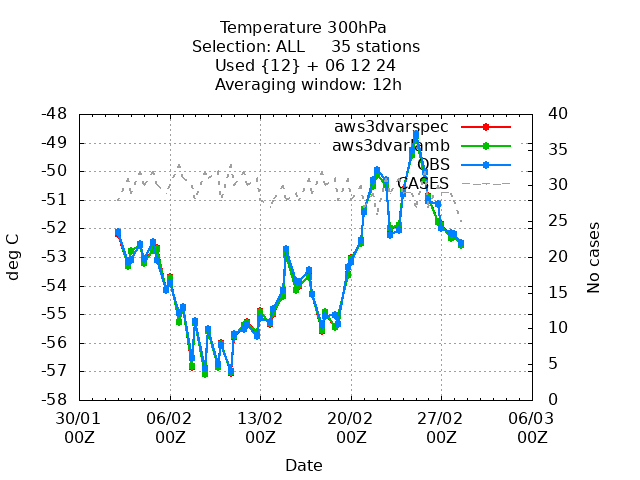 Temperature 300hPa
Selection: ALL 35 stations
Used {12} + 06 12 24
Averaging window: 12h
-48 40
aws3dvarspec
-49 35
aws3dvarlamb
-50 OBS 30
CASES
-51 25
-52 20
-53 15
-54 10
-55 5
-56 0
-57
-58
deg C
No cases
30/01 06/02 13/02 20/02 27/02 06/03
00Z 00Z 00Z 00Z 00Z 00Z
Date